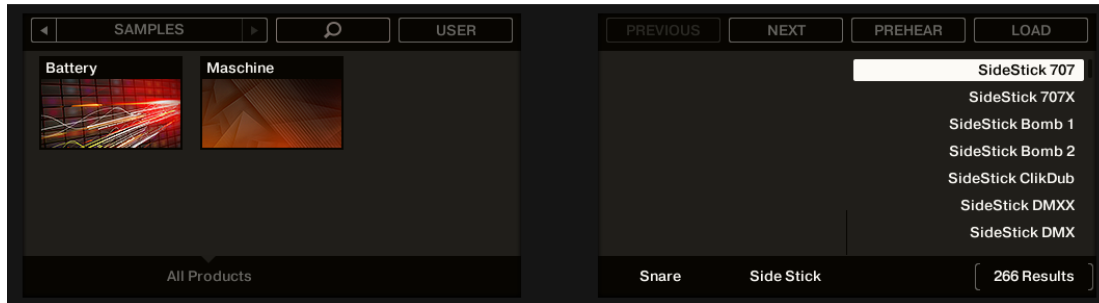 SAMPLES USER
Battery Maschine
All Products
PREVIOUS NEXT PREHEAR LOAD
SideStick 707
SideStick 707X
SideStick Bomb 1
SideStick Bomb 2
SideStick ClikDub
SideStick DMXX
SideStick DMX
Snare Side Stick 266 Results